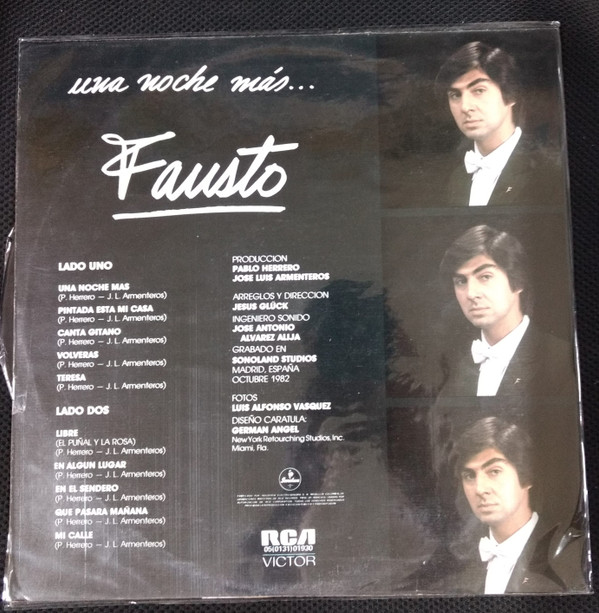 una noche más...
Fausto
LADO UNO
UNA NOCHE MAS
(P. Herrero — J. L. Armenteros)
PINTADA ESTA MI CASA
(P. Herrero — J. L. Armenteros)
CANTA GITANO
(P. Herrero — J. L. Armenteros)
VOLVERAS
(P. Herrero — J. L. Armenteros)
TERESA
(P. Herrero — J. L. Armenteros)
LADO DOS
LIBRE
(EL PUÑAL Y LA ROSA)
(P. Herrero — J. L. Armenteros)
EN ALGUN LUGAR
(P. Herrero — J. L. Armenteros)
EN EL SENDERO
(P. Herrero — J. L. Armenteros)
QUE PASARA MAÑANA
(P. Herrero — J. L. Armenteros)
MI CALLE
(P. Herrero — J. L. Armenteros)
PRODUCCION
PABLO HERRERO
JOSE LUIS ARMENTEROS
ARREGLOS Y DIRECCION
JESUS GLÜCK
INGENIERO SONIDO
JOSE ANTONIO
ALVAREZ ALIJA
GRABADO EN
SONOLAND STUDIOS
MADRID, ESPAÑA
OCTUBRE 1982
FOTOS
LUIS ALFONSO VASQUEZ
DISEÑO CARATULA:
GERMAN ANGEL
New York Retourching Studios, Inc.
Miami, Fla.
RCA
05(0131)01930
VICTOR